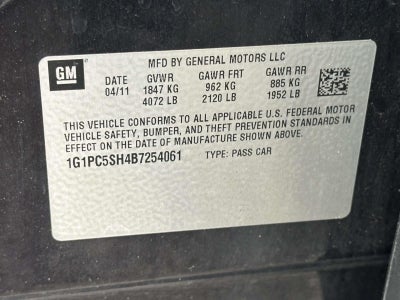 MFD BY GENERAL MOTORS LLC
GM
DATE GVWR GAWR FRT GAWR RR
04/11 1847 KG 962 KG 885 KG
4072 LB 2120 LB 1952 LB
THIS VEHICLE CONFORMS TO ALL APPLICABLE U.S. FEDERAL MOTOR
VEHICLE SAFETY, BUMPER, AND THEFT PREVENTION STANDARDS IN
EFFECT ON THE DATE OF MANUFACTURE SHOWN ABOVE.
1G1PC5SH4B7254061 TYPE: PASS CAR